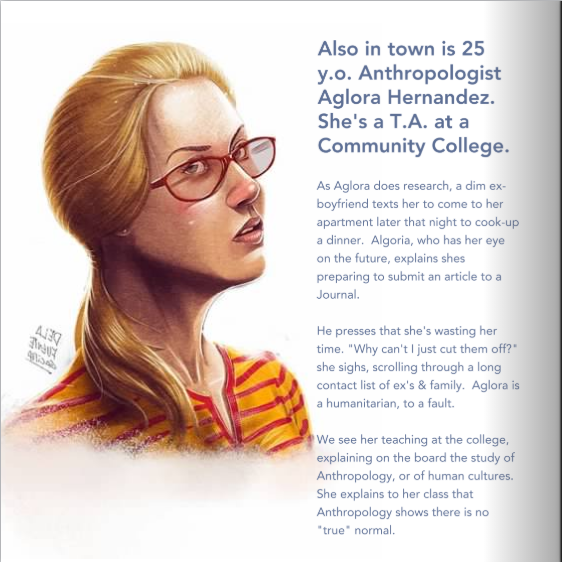 Also in town is 25
y.o. Anthropologist
Aglora Hernandez.
She's a T.A. at a
Community College.
As Aglora does research, a dim ex-
boyfriend texts her to come to her
apartment later that night to cook-up
a dinner. Algoria, who has her eye
on the future, explains shes
preparing to submit an article to a
Journal.
He presses that she's wasting her
time. "Why can't I just cut them off?"
she sighs, scrolling through a long
contact list of ex's & family. Aglora is
a humanitarian, to a fault.
We see her teaching at the college,
explaining on the board the study of
Anthropology, or of human cultures.
She explains to her class that
Anthropology shows there is no
"true" normal.
DELA
FUENTE